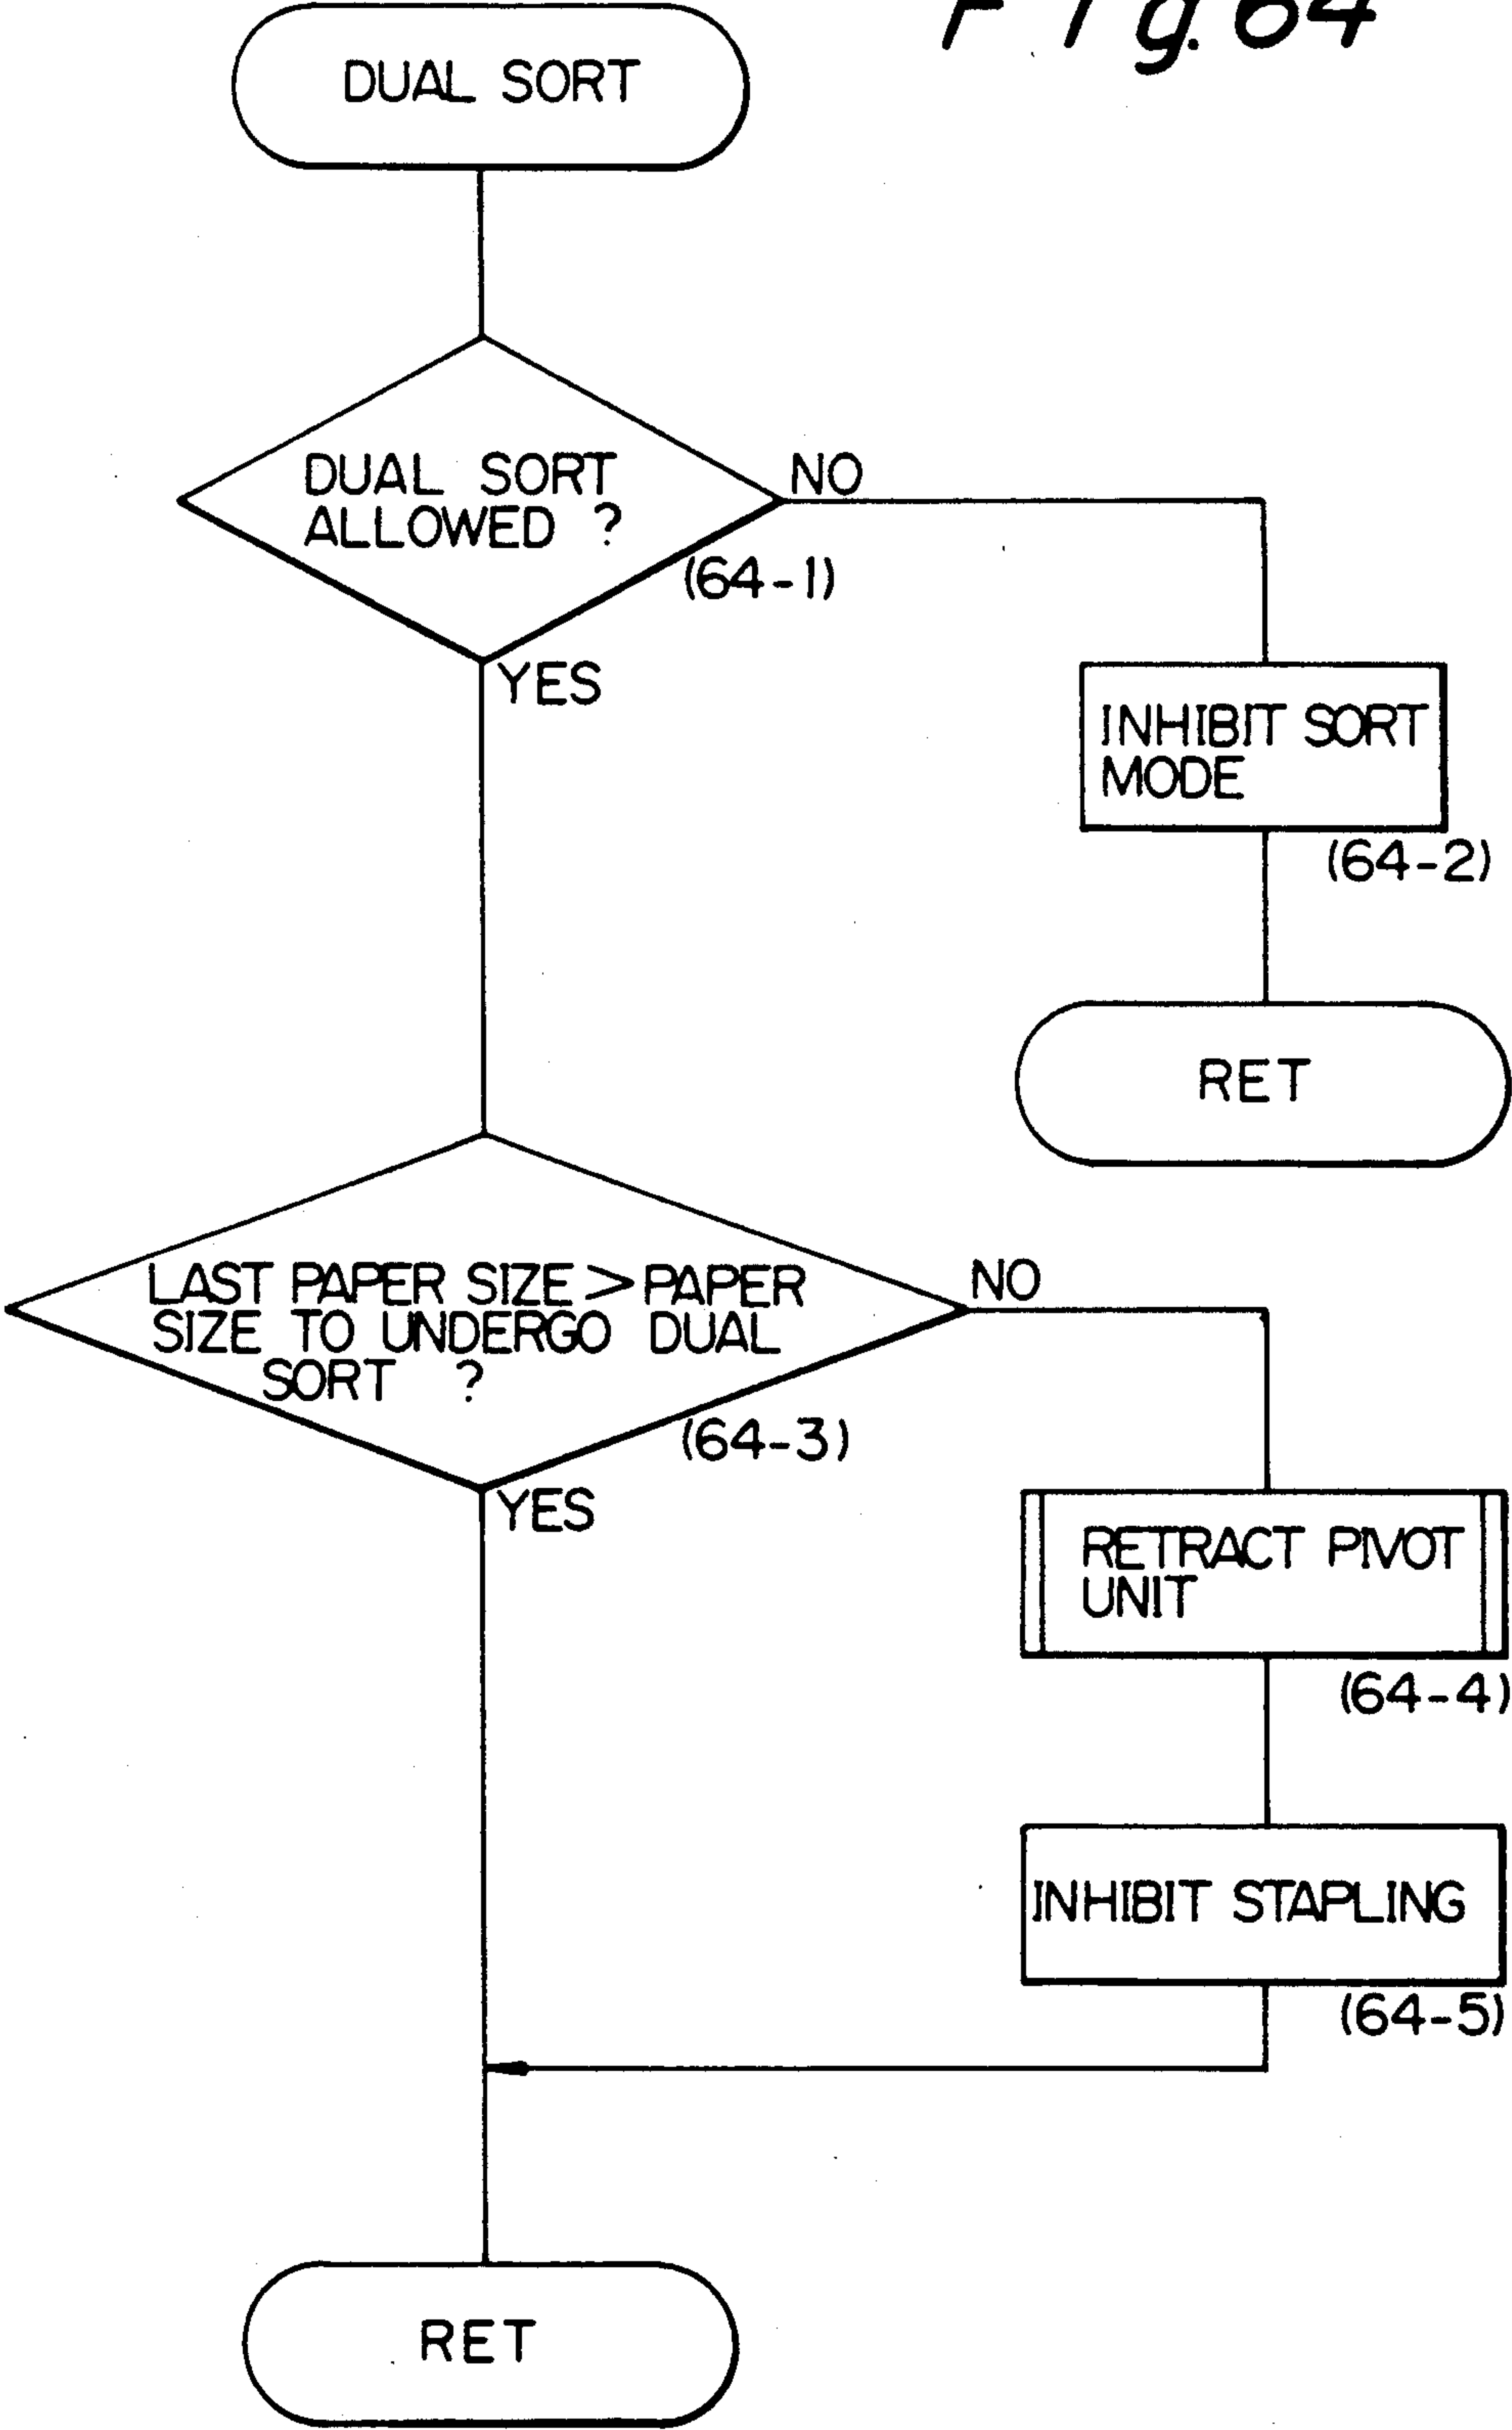 Fig. 64
DUAL SORT
DUAL SORT
ALLOWED ?
NO
(64-1)
YES
INHIBIT SORT
MODE
(64-2)
RET
LAST PAPER SIZE > PAPER
SIZE TO UNDERGO DUAL
SORT ?
NO
(64-3)
YES
RETRACT PIVOT
UNIT
(64-4)
INHIBIT STAPLING
(64-5)
RET